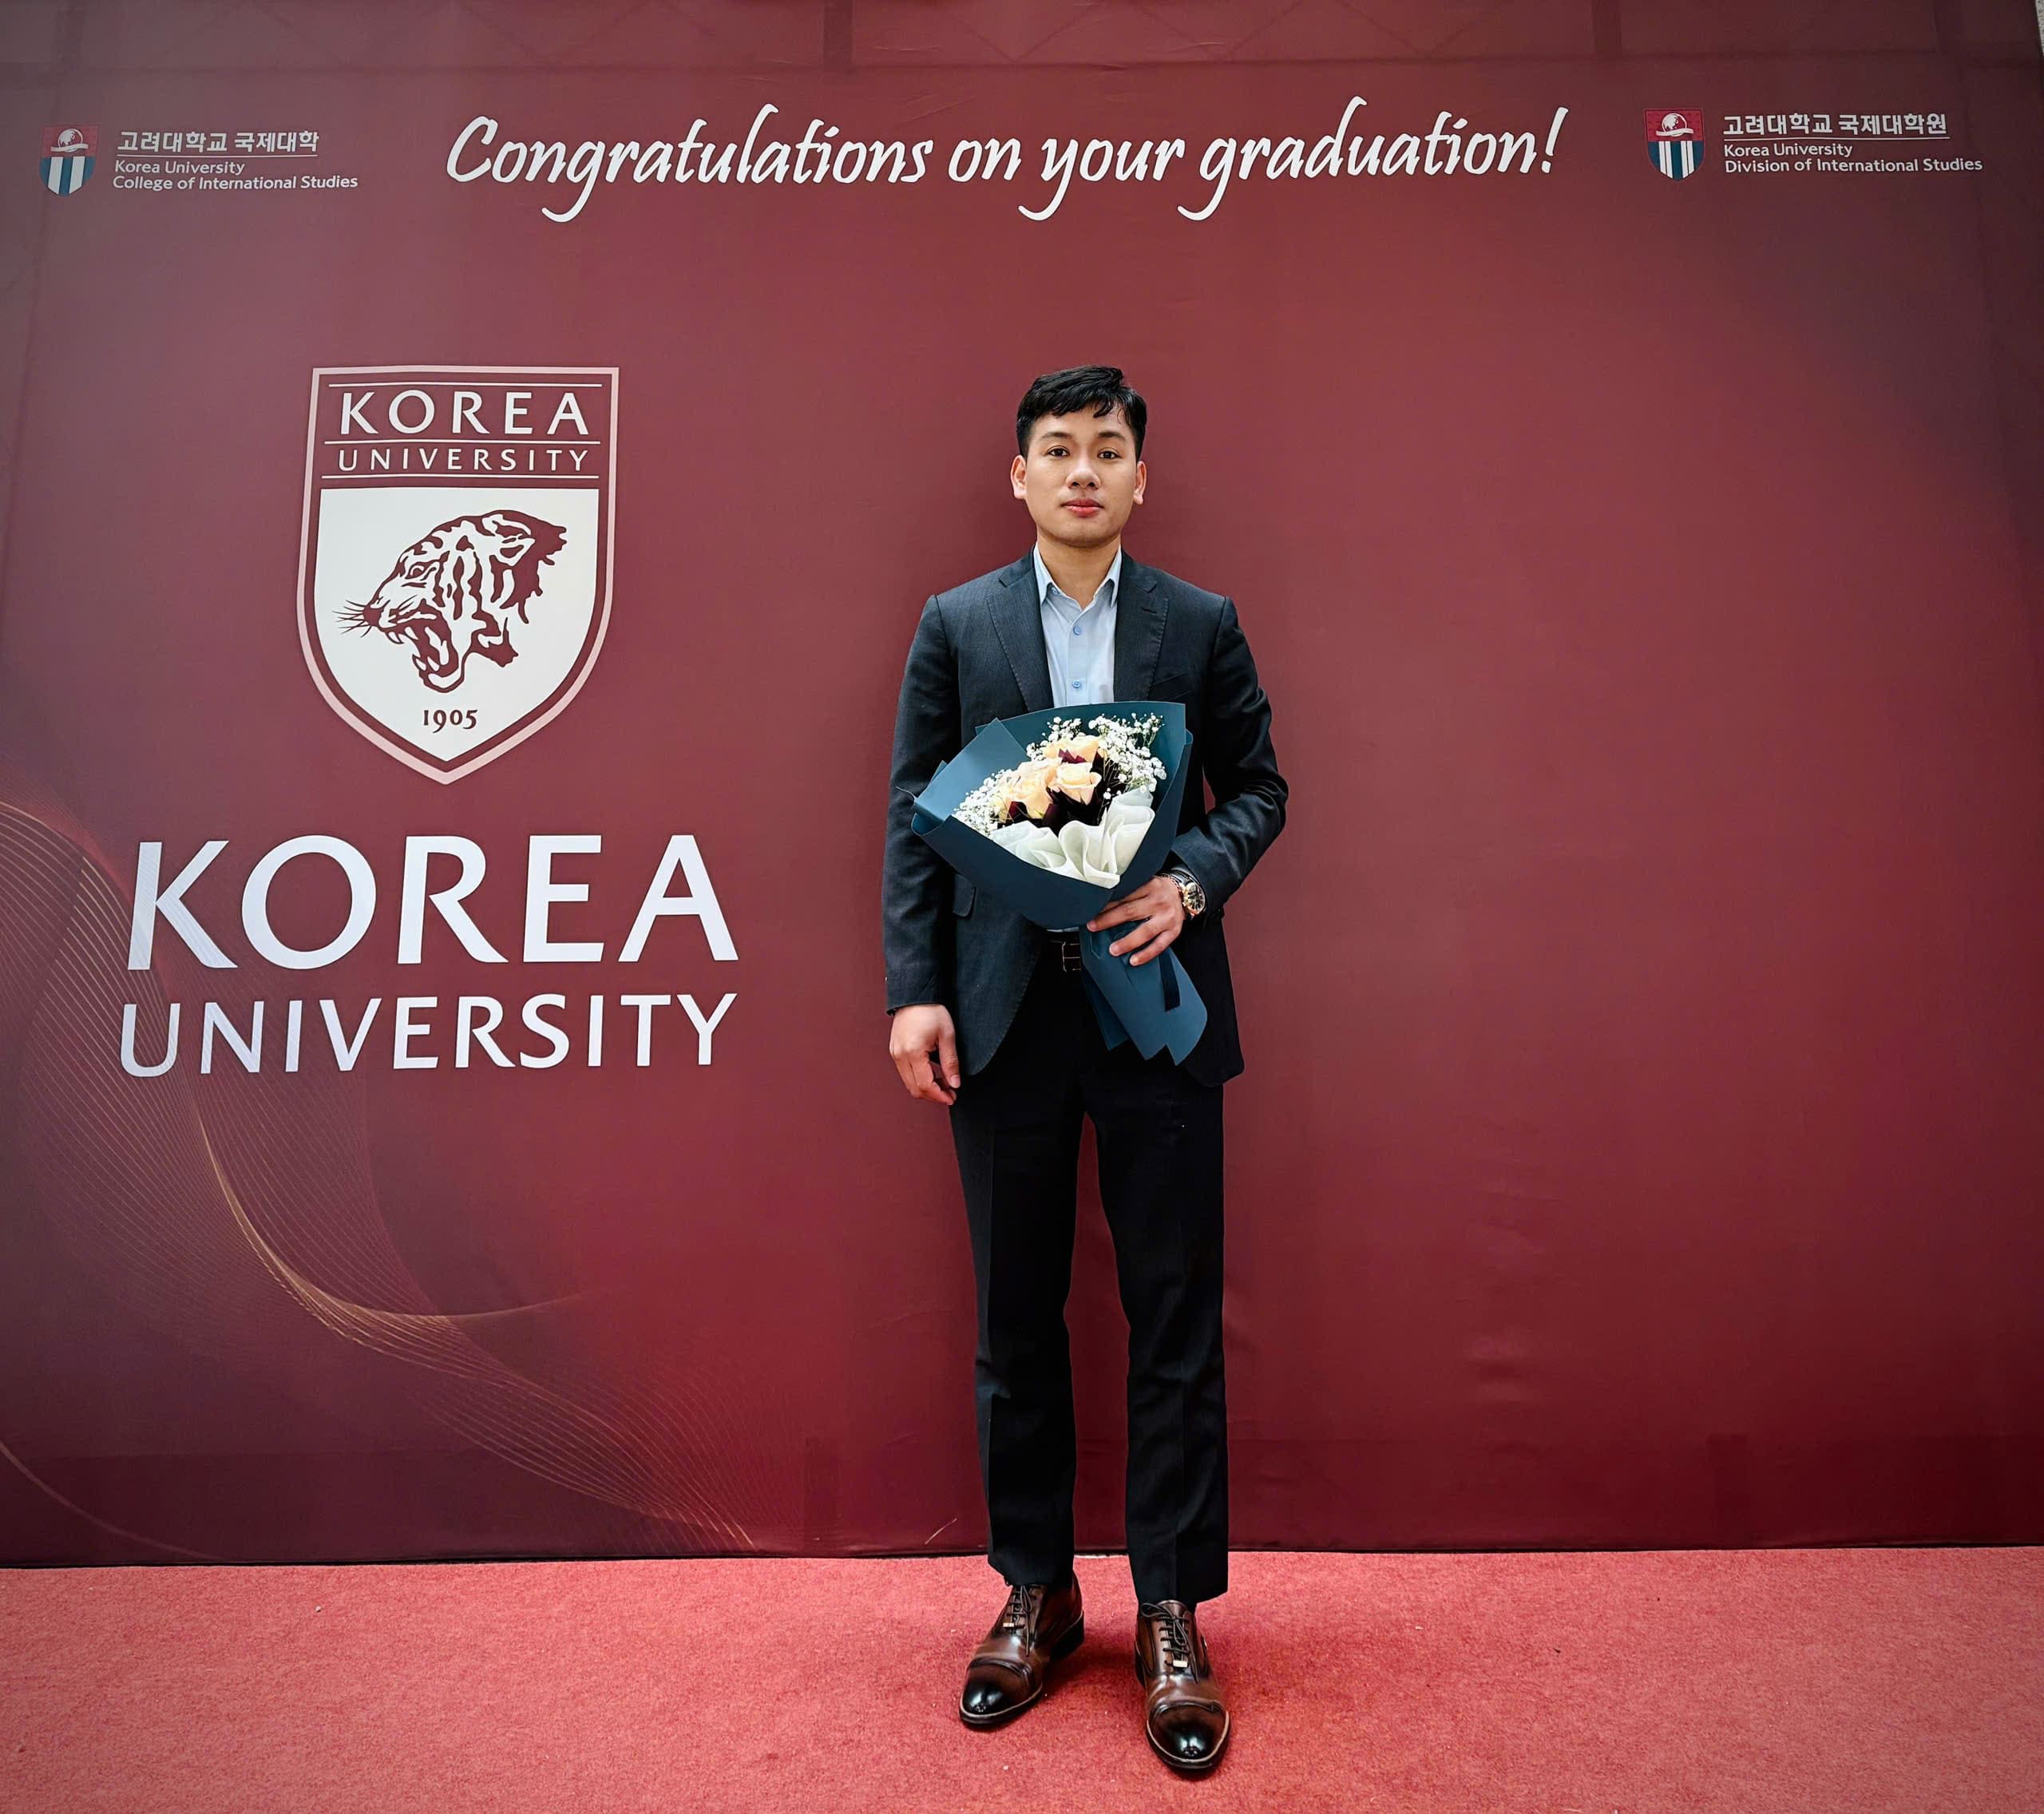 고려대학교 국제대학
Korea University
College of International Studies
Congratulations on your graduation!
고려대학교 국제대학원
Korea University
Division of International Studies
KOREA
UNIVERSITY
1905
KOREA
UNIVERSITY